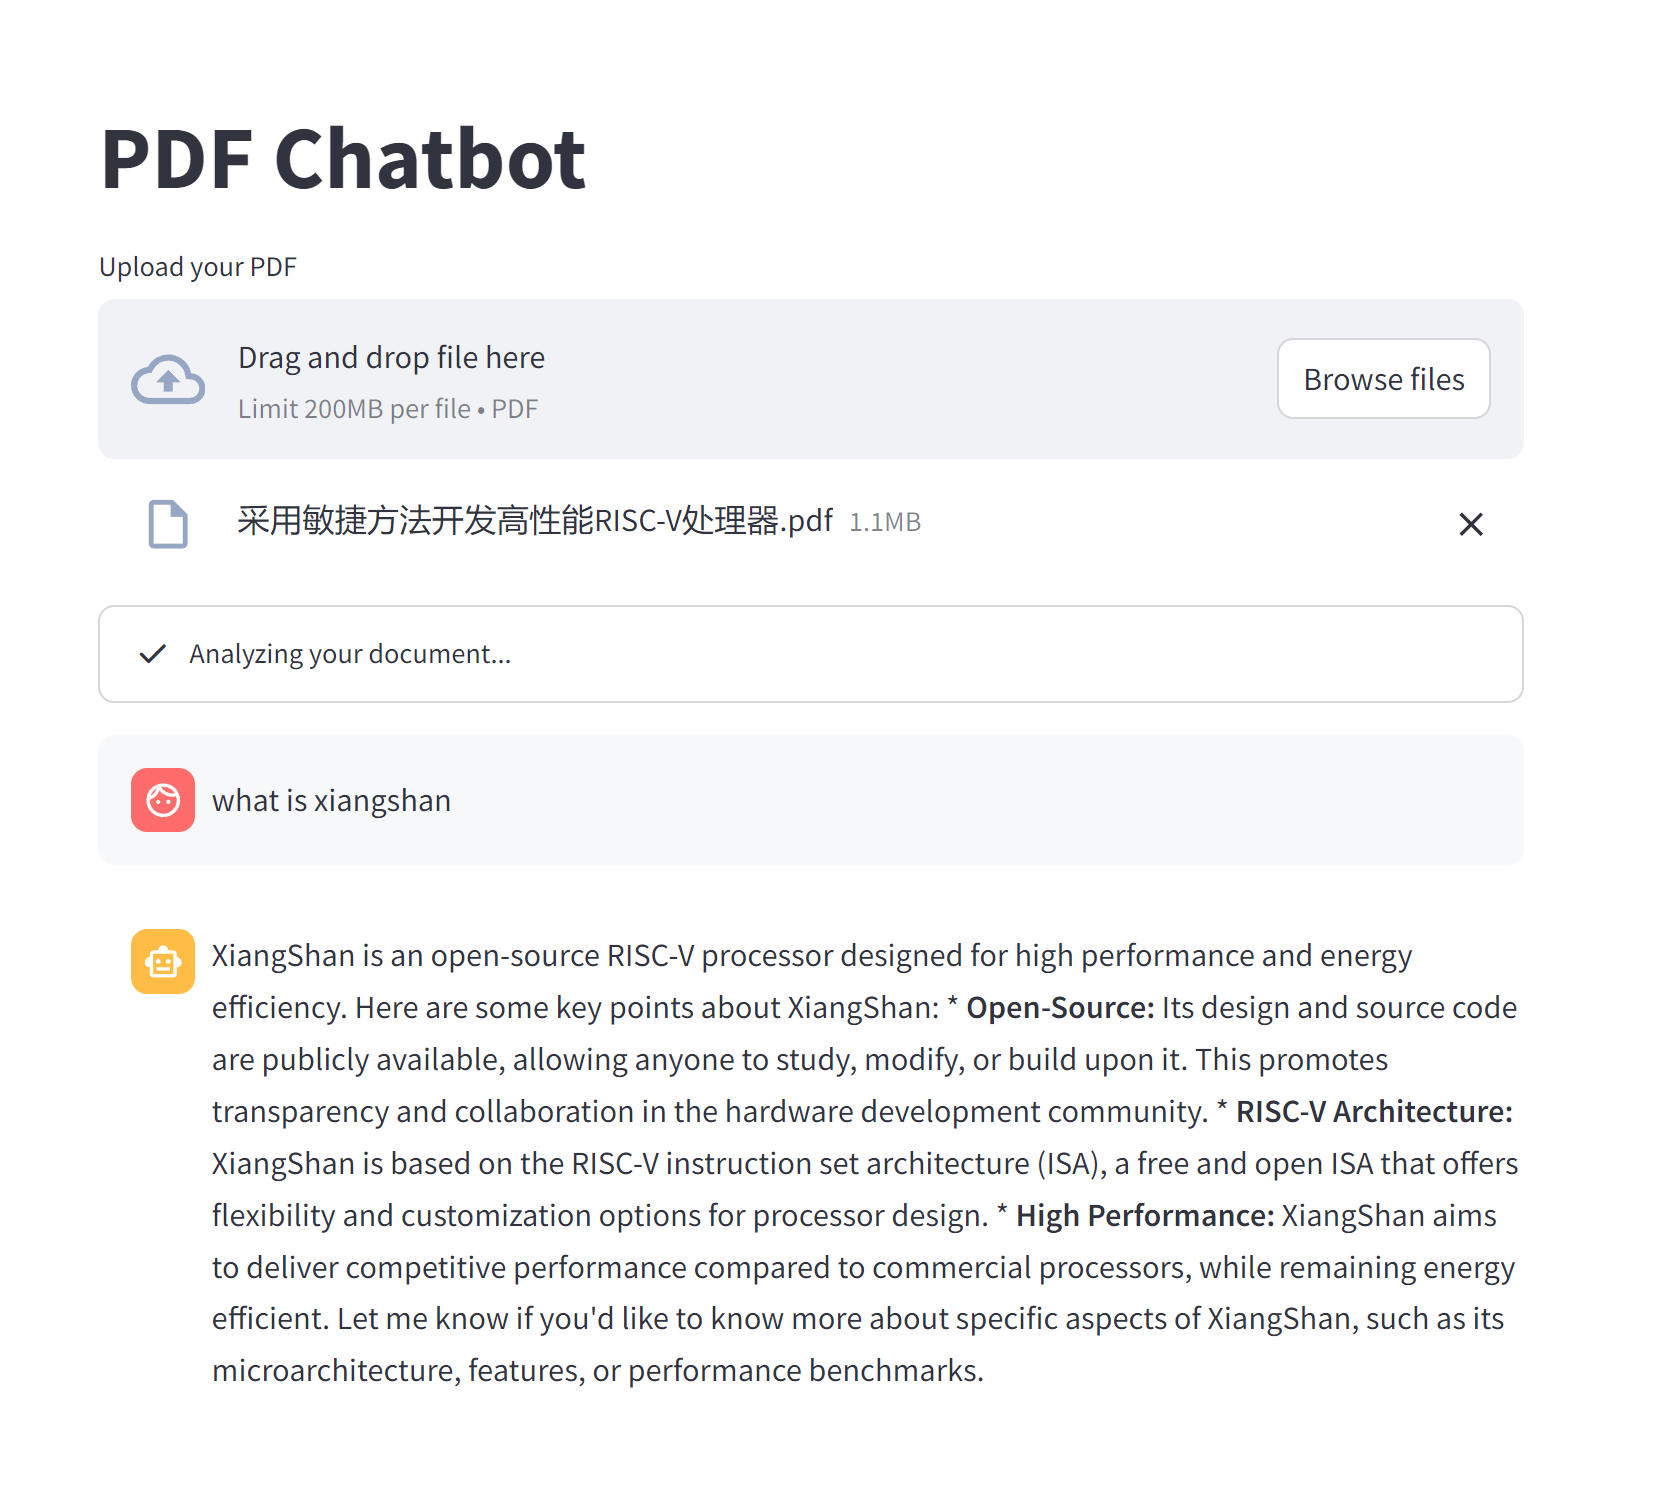 PDF Chatbot
Upload your PDF
Drag and drop file here
Limit 200MB per file • PDF
Browse files
采用敏捷方法开发高性能RISC-V处理器.pdf 1.1MB
Analyzing your document...
what is xiangshan
XiangShan is an open-source RISC-V processor designed for high performance and energy
efficiency. Here are some key points about XiangShan: * Open-Source: Its design and source code
are publicly available, allowing anyone to study, modify, or build upon it. This promotes
transparency and collaboration in the hardware development community. * RISC-V Architecture:
XiangShan is based on the RISC-V instruction set architecture (ISA), a free and open ISA that offers
flexibility and customization options for processor design. * High Performance: XiangShan aims
to deliver competitive performance compared to commercial processors, while remaining energy
efficient. Let me know if you'd like to know more about specific aspects of XiangShan, such as its
microarchitecture, features, or performance benchmarks.